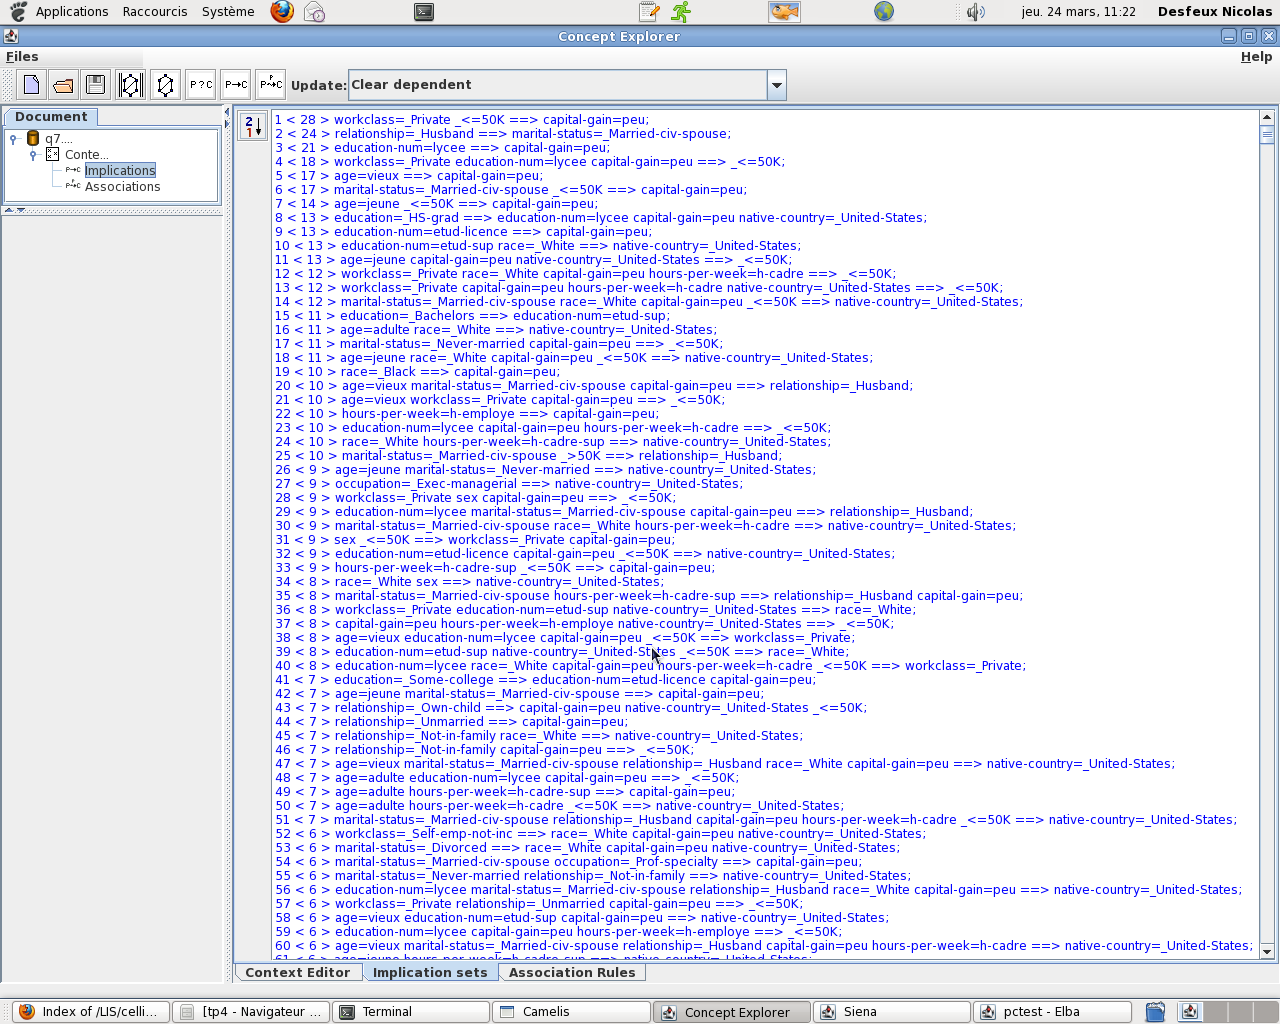 Applications Raccourcis Système jeu. 24 mars, 11:22 Desfeux Nicolas
Concept Explorer
Files Help
P?C P→C P→C Update: Clear dependent
Document
q7....
Conte...
P→C Implications
P→C Associations
2
1
1 < 28 > workclass=_Private _<=50K ==> capital-gain=peu;
2 < 24 > relationship=_Husband ==> marital-status=_Married-civ-spouse;
3 < 21 > education-num=lycee ==> capital-gain=peu;
4 < 18 > workclass=_Private education-num=lycee capital-gain=peu ==> _<=50K;
5 < 17 > age=vieux ==> capital-gain=peu;
6 < 17 > marital-status=_Married-civ-spouse _<=50K ==> capital-gain=peu;
7 < 14 > age=jeune _<=50K ==> capital-gain=peu;
8 < 13 > education=_HS-grad ==> education-num=lycee capital-gain=peu native-country=_United-States;
9 < 13 > education-num=etud-licence ==> capital-gain=peu;
10 < 13 > education-num=etud-sup race=_White ==> native-country=_United-States;
11 < 13 > age=jeune capital-gain=peu native-country=_United-States ==> _<=50K;
12 < 12 > workclass=_Private race=_White capital-gain=peu hours-per-week=h-cadre ==> _<=50K;
13 < 12 > workclass=_Private capital-gain=peu hours-per-week=h-cadre native-country=_United-States ==> _<=50K;
14 < 12 > marital-status=_Married-civ-spouse race=_White capital-gain=peu _<=50K ==> native-country=_United-States;
15 < 11 > education=_Bachelors ==> education-num=etud-sup;
16 < 11 > age=adulte race=_White ==> native-country=_United-States;
17 < 11 > marital-status=_Never-married capital-gain=peu ==> _<=50K;
18 < 11 > age=jeune race=_White capital-gain=peu _<=50K ==> native-country=_United-States;
19 < 10 > race=_Black ==> capital-gain=peu;
20 < 10 > age=vieux marital-status=_Married-civ-spouse capital-gain=peu ==> relationship=_Husband;
21 < 10 > age=vieux workclass=_Private capital-gain=peu ==> _<=50K;
22 < 10 > hours-per-week=h-employe ==> capital-gain=peu;
23 < 10 > education-num=lycee capital-gain=peu hours-per-week=h-cadre ==> _<=50K;
24 < 10 > race=_White hours-per-week=h-cadre-sup ==> native-country=_United-States;
25 < 10 > marital-status=_Married-civ-spouse _>50K ==> relationship=_Husband;
26 < 9 > age=jeune marital-status=_Never-married ==> native-country=_United-States;
27 < 9 > occupation=_Exec-managerial ==> native-country=_United-States;
28 < 9 > workclass=_Private sex capital-gain=peu ==> _<=50K;
29 < 9 > education-num=lycee marital-status=_Married-civ-spouse capital-gain=peu ==> relationship=_Husband;
30 < 9 > marital-status=_Married-civ-spouse race=_White hours-per-week=h-cadre ==> native-country=_United-States;
31 < 9 > sex _<=50K ==> workclass=_Private capital-gain=peu;
32 < 9 > education-num=etud-licence capital-gain=peu _<=50K ==> native-country=_United-States;
33 < 9 > hours-per-week=h-cadre-sup _<=50K ==> capital-gain=peu;
34 < 8 > race=_White sex ==> native-country=_United-States;
35 < 8 > marital-status=_Married-civ-spouse hours-per-week=h-cadre-sup ==> relationship=_Husband capital-gain=peu;
36 < 8 > workclass=_Private education-num=etud-sup native-country=_United-States ==> race=_White;
37 < 8 > capital-gain=peu hours-per-week=h-employe native-country=_United-States ==> _<=50K;
38 < 8 > age=vieux education-num=lycee capital-gain=peu _<=50K ==> workclass=_Private;
39 < 8 > education-num=etud-sup native-country=_United-States _<=50K ==> race=_White;
40 < 8 > education-num=lycee race=_White capital-gain=peu hours-per-week=h-cadre _<=50K ==> workclass=_Private;
41 < 7 > education=_Some-college ==> education-num=etud-licence capital-gain=peu;
42 < 7 > age=jeune marital-status=_Married-civ-spouse ==> capital-gain=peu;
43 < 7 > relationship=_Own-child ==> capital-gain=peu native-country=_United-States _<=50K;
44 < 7 > relationship=_Unmarried ==> capital-gain=peu;
45 < 7 > relationship=_Not-in-family race=_White ==> native-country=_United-States;
46 < 7 > relationship=_Not-in-family capital-gain=peu ==> _<=50K;
47 < 7 > age=vieux marital-status=_Married-civ-spouse relationship=_Husband race=_White capital-gain=peu ==> native-country=_United-States;
48 < 7 > age=adulte education-num=lycee capital-gain=peu ==> _<=50K;
49 < 7 > age=adulte hours-per-week=h-cadre-sup ==> capital-gain=peu;
50 < 7 > age=adulte hours-per-week=h-cadre _<=50K ==> native-country=_United-States;
51 < 7 > marital-status=_Married-civ-spouse relationship=_Husband capital-gain=peu hours-per-week=h-cadre _<=50K ==> native-country=_United-States;
52 < 6 > workclass=_Self-emp-not-inc ==> race=_White capital-gain=peu native-country=_United-States;
53 < 6 > marital-status=_Divorced ==> race=_White capital-gain=peu native-country=_United-States;
54 < 6 > marital-status=_Married-civ-spouse occupation=_Prof-specialty ==> capital-gain=peu;
55 < 6 > marital-status=_Never-married relationship=_Not-in-family ==> native-country=_United-States;
56 < 6 > education-num=lycee marital-status=_Married-civ-spouse relationship=_Husband race=_White capital-gain=peu ==> native-country=_United-States;
57 < 6 > workclass=_Private relationship=_Unmarried ==> _<=50K;
58 < 6 > age=vieux education-num=etud-sup capital-gain=peu ==> native-country=_United-States;
59 < 6 > education-num=lycee capital-gain=peu hours-per-week=h-employe ==> _<=50K;
60 < 6 > age=vieux marital-status=_Married-civ-spouse relationship=_Husband capital-gain=peu hours-per-week=h-cadre ==> native-country=_United-States;
61 < 6 > age=jeune hours-per-week=h-cadre-sup ==> native-country=_United-States;
Context Editor Implication sets Association Rules
Index of /LIS/celli... [tp4 - Navigateur ... Terminal Camelis Concept Explorer Siena pctest - Elba